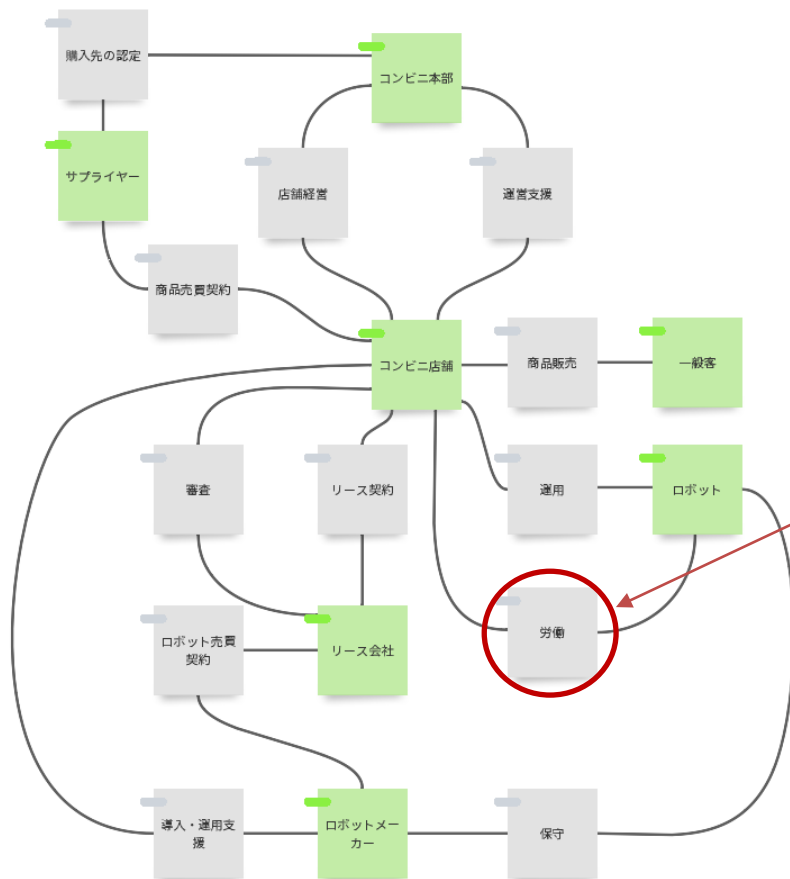 購入先の認定
コンビニ本部
サプライヤー
店舗経営
運営支援
商品売買契約
コンビニ店舗
商品販売
一般客
審査
リース契約
運用
ロボット
労働
ロボット売買
契約
リース会社
導入・運用支
援
ロボットメー
カー
保守